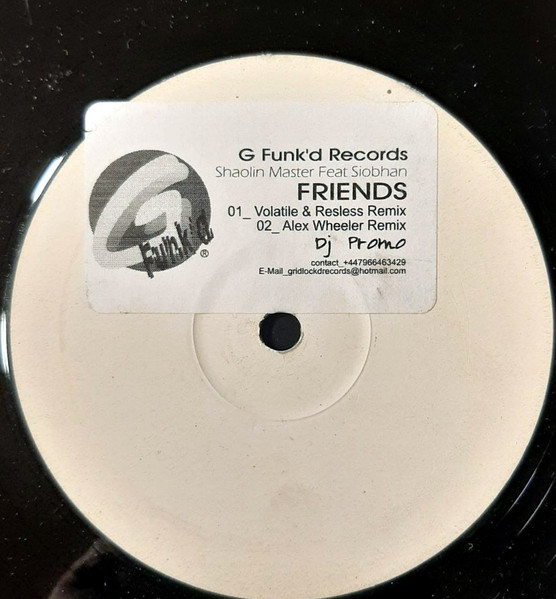 G Funk'd
®
G Funk'd Records
Shaolin Master Feat Siobhan
FRIENDS
01_ Volatile & Resless Remix
02_ Alex Wheeler Remix
Dj Promo
contact_+447966463429
E-Mail_gridlockdrecords@hotmail.com